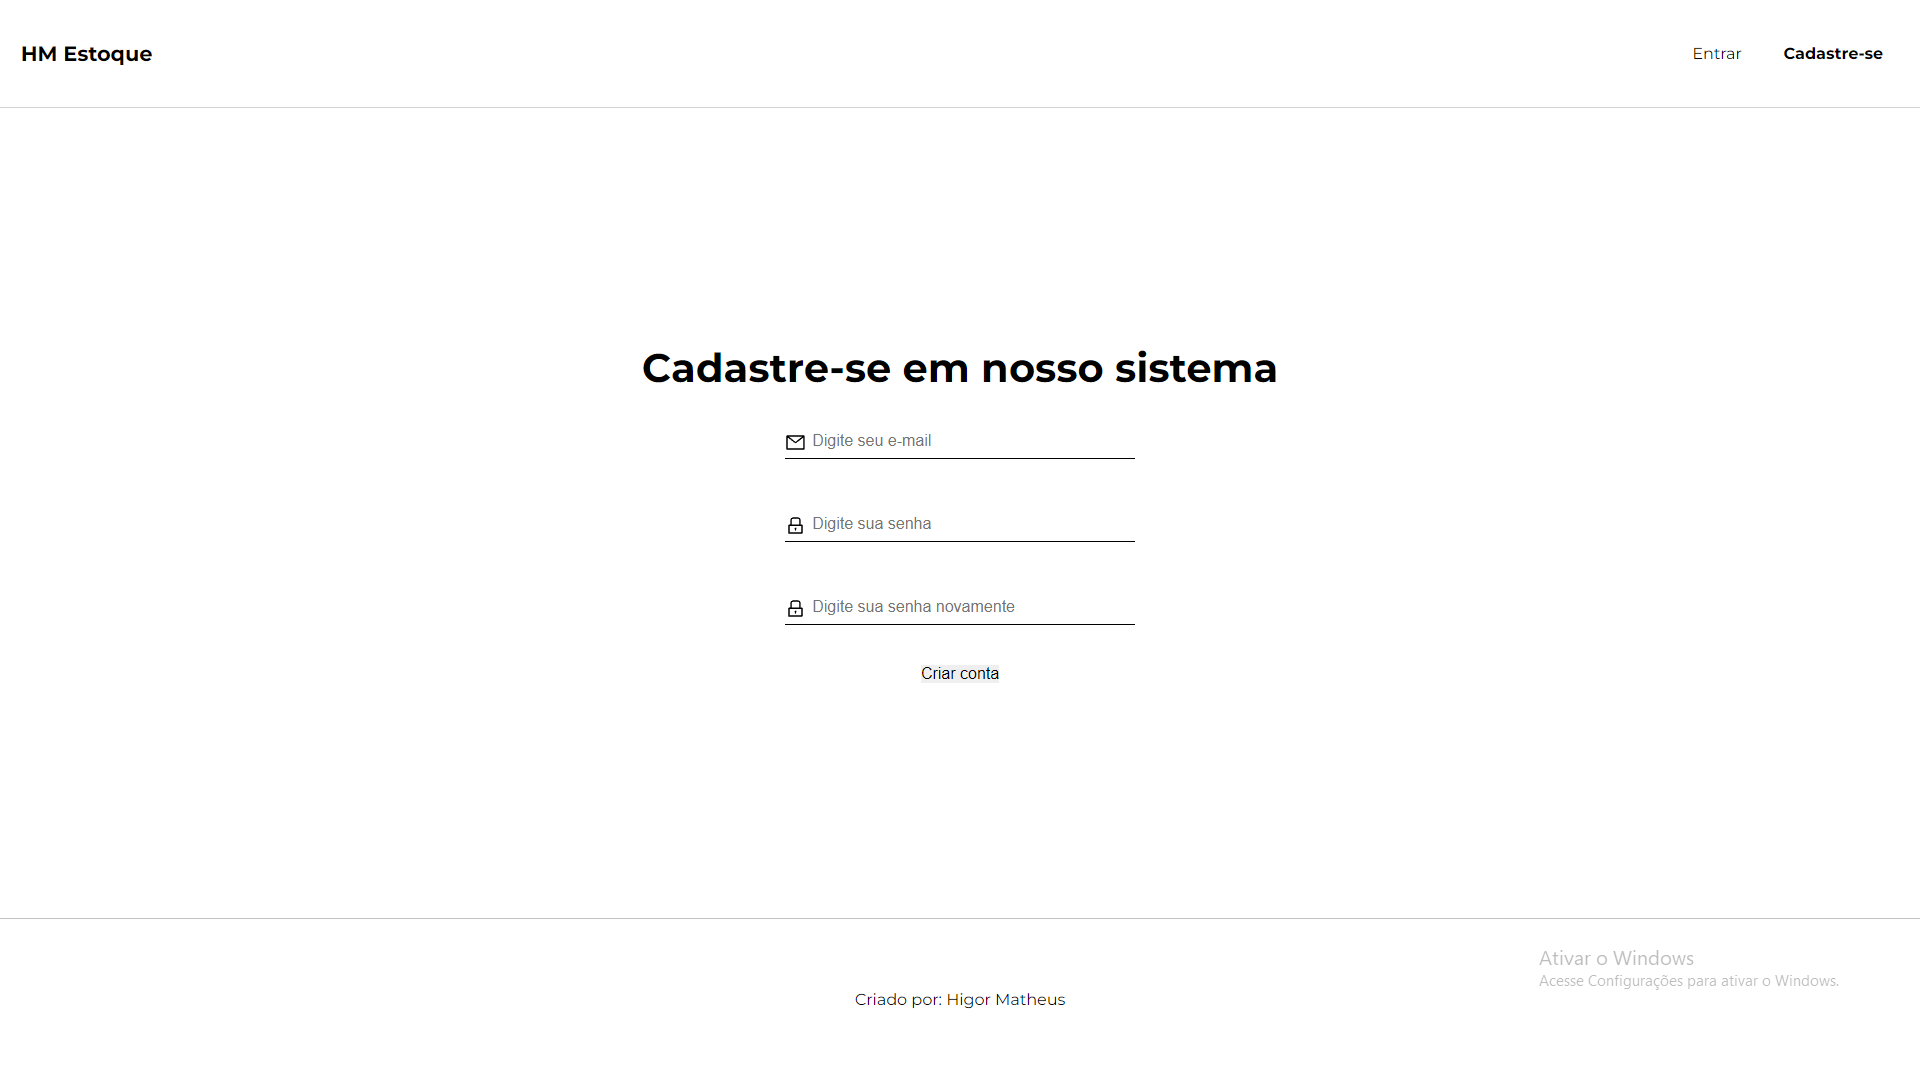 HM Estoque
Entrar
Cadastre-se
Cadastre-se em nosso sistema
Digite seu e-mail
Digite sua senha
Digite sua senha novamente
Criar conta
Ativar o Windows
Acesse Configurações para ativar o Windows.
Criado por: Higor Matheus